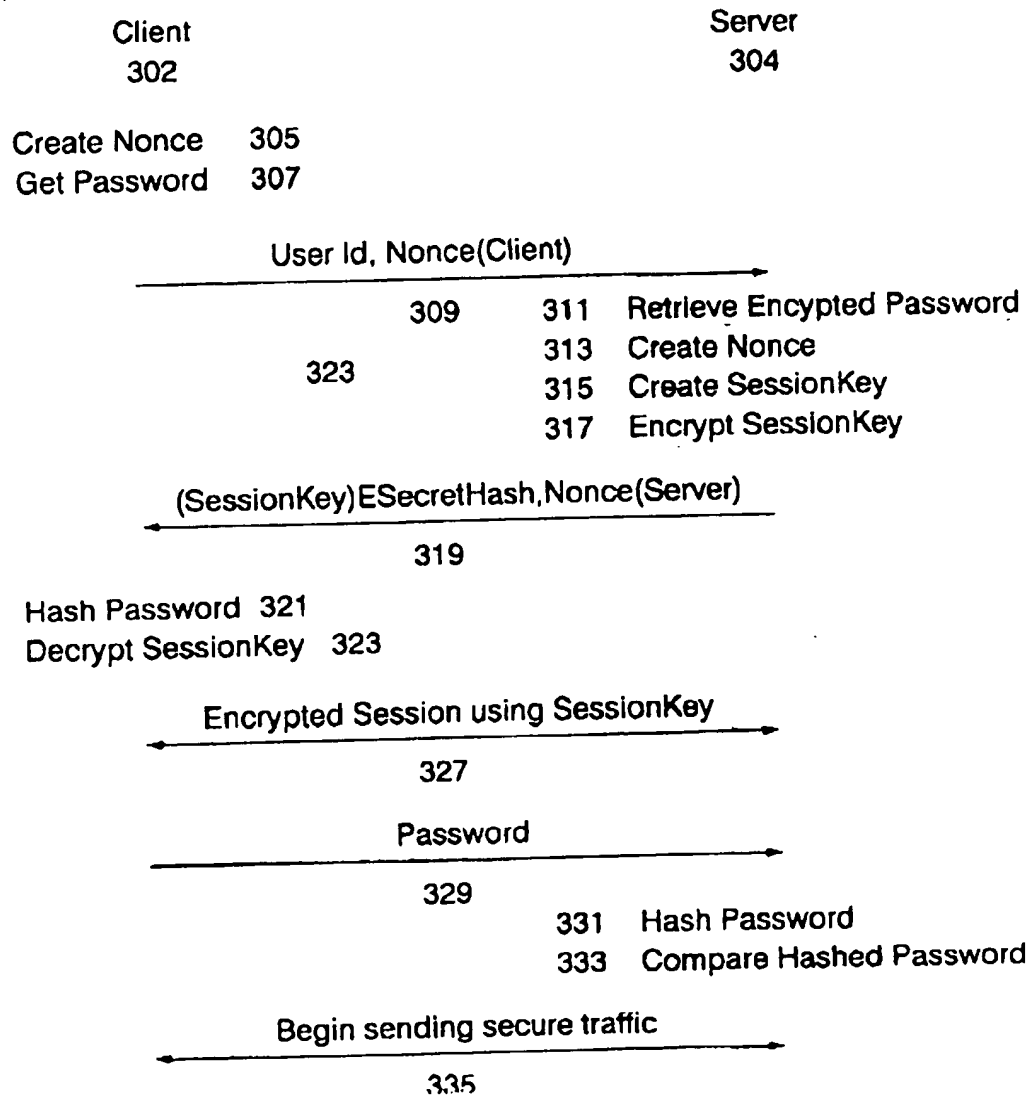 Client
302
Server
304
Create Nonce 305
Get Password 307
User Id, Nonce(Client)
309
311 Retrieve Encypted Password
313 Create Nonce
323
315 Create SessionKey
317 Encrypt SessionKey
(SessionKey)ESecretHash,Nonce(Server)
319
Hash Password 321
Decrypt SessionKey 323
Encrypted Session using SessionKey
327
Password
329
331 Hash Password
333 Compare Hashed Password
Begin sending secure traffic
335